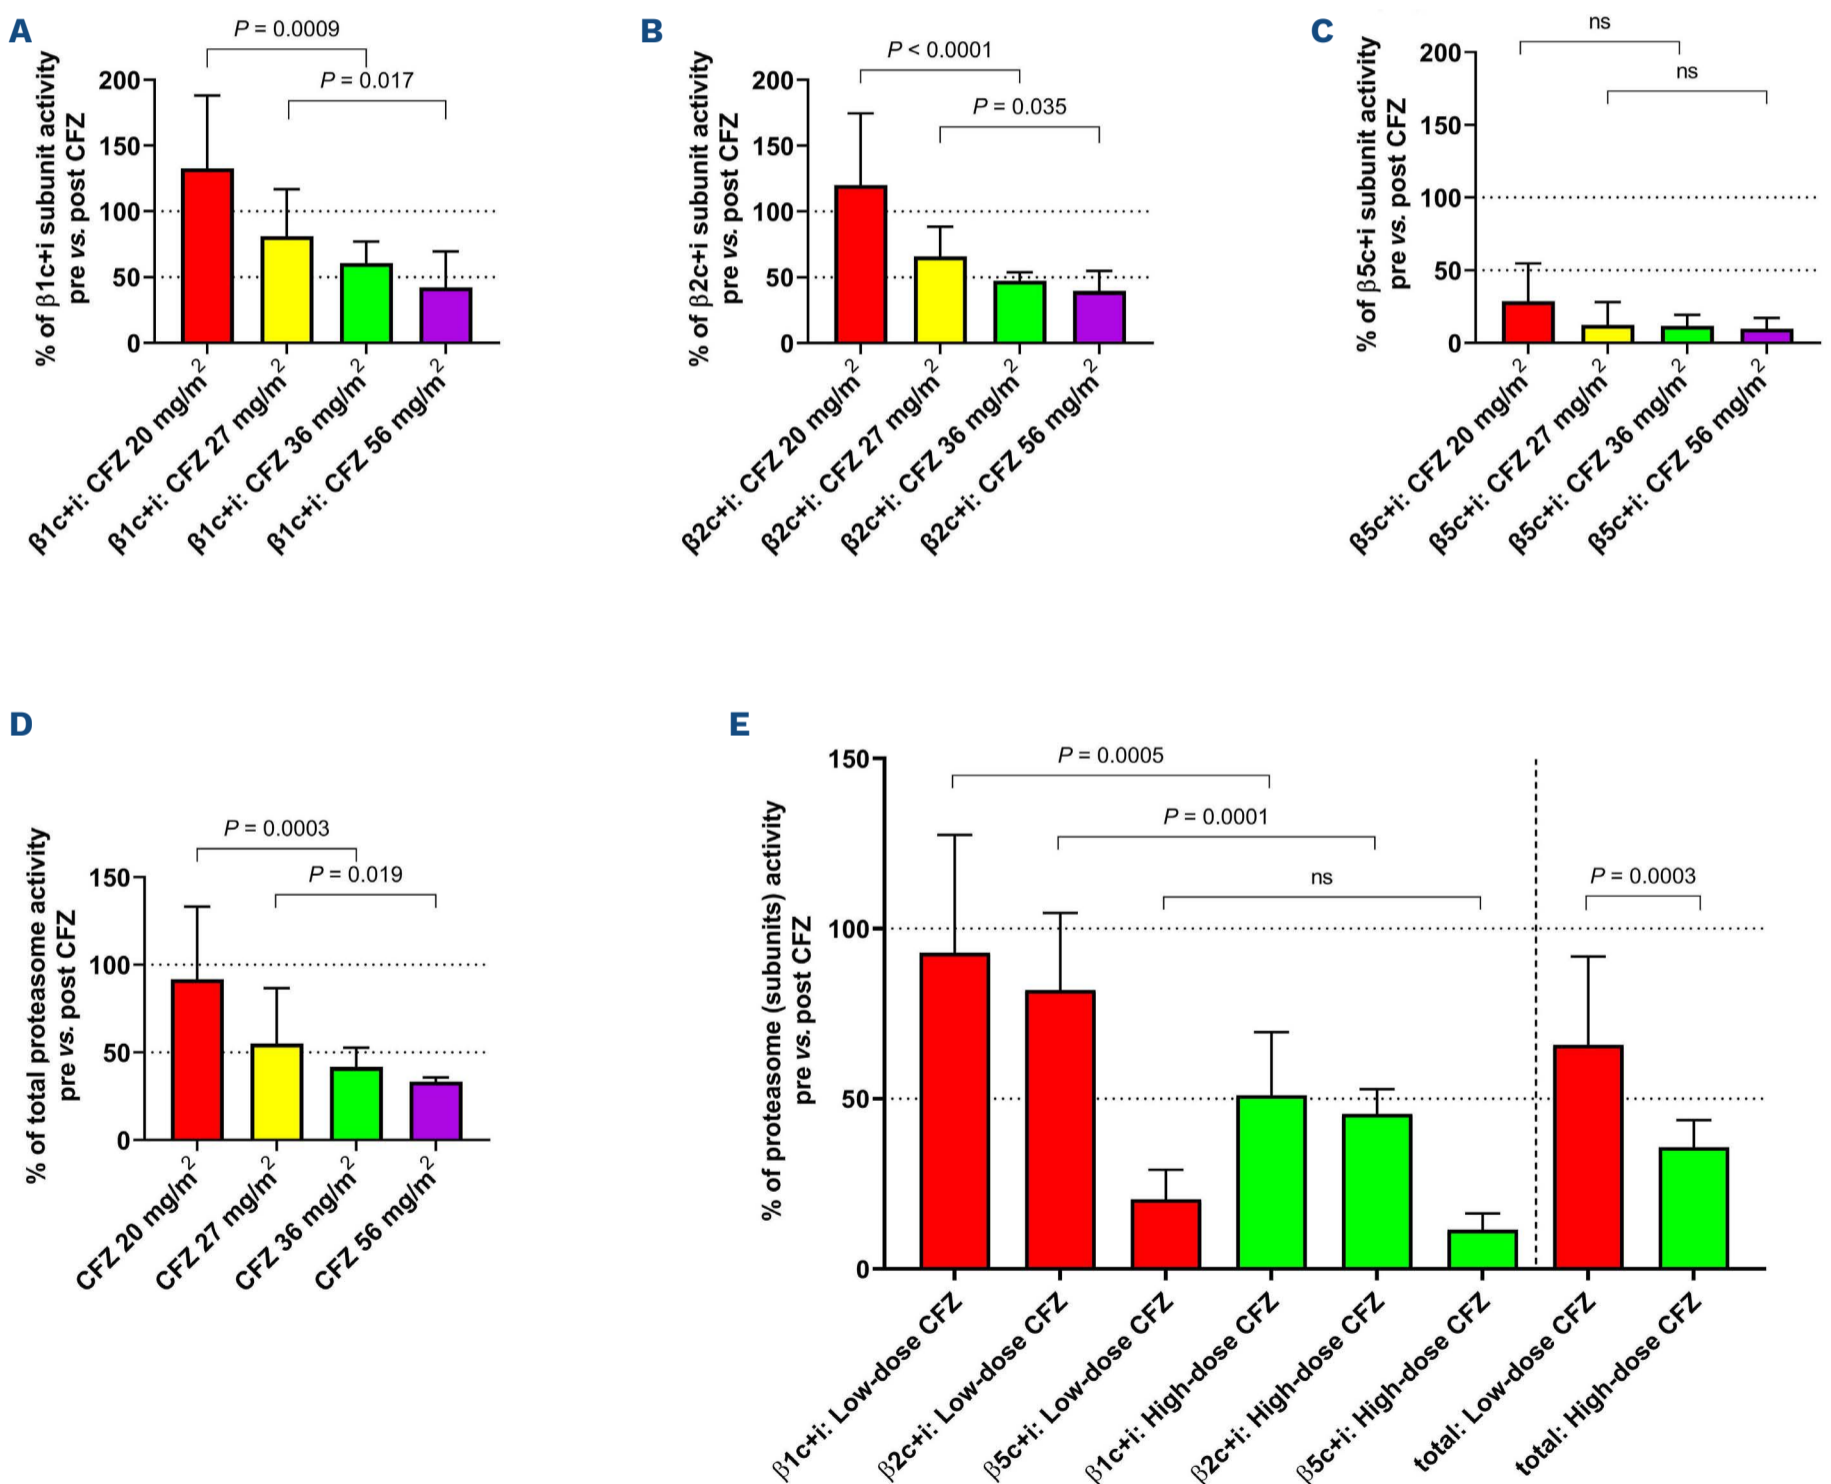 A
P = 0.0009
P = 0.017
% of β1c+i subunit activity
pre vs. post CFZ
200
150
100
50
0
β1c+i: CFZ 20 mg/m²
β1c+i: CFZ 27 mg/m²
β1c+i: CFZ 36 mg/m²
β1c+i: CFZ 56 mg/m²
B
P < 0.0001
P = 0.035
% of β2c+i subunit activity
pre vs. post CFZ
200
150
100
50
0
β2c+i: CFZ 20 mg/m²
β2c+i: CFZ 27 mg/m²
β2c+i: CFZ 36 mg/m²
β2c+i: CFZ 56 mg/m²
C
ns
ns
% of β5c+i subunit activity
pre vs. post CFZ
200
150
100
50
0
β5c+i: CFZ 20 mg/m²
β5c+i: CFZ 27 mg/m²
β5c+i: CFZ 36 mg/m²
β5c+i: CFZ 56 mg/m²
D
P = 0.0003
P = 0.019
% of total proteasome activity
pre vs. post CFZ
150
100
50
0
CFZ 20 mg/m²
CFZ 27 mg/m²
CFZ 36 mg/m²
CFZ 56 mg/m²
E
P = 0.0005
P = 0.0001
ns
P = 0.0003
% of proteasome (subunits) activity
pre vs. post CFZ
150
100
50
0
β1c+i: Low-dose CFZ
β2c+i: Low-dose CFZ
β5c+i: Low-dose CFZ
β1c+i: High-dose CFZ
β2c+i: High-dose CFZ
β5c+i: High-dose CFZ
total: Low-dose CFZ
total: High-dose CFZ